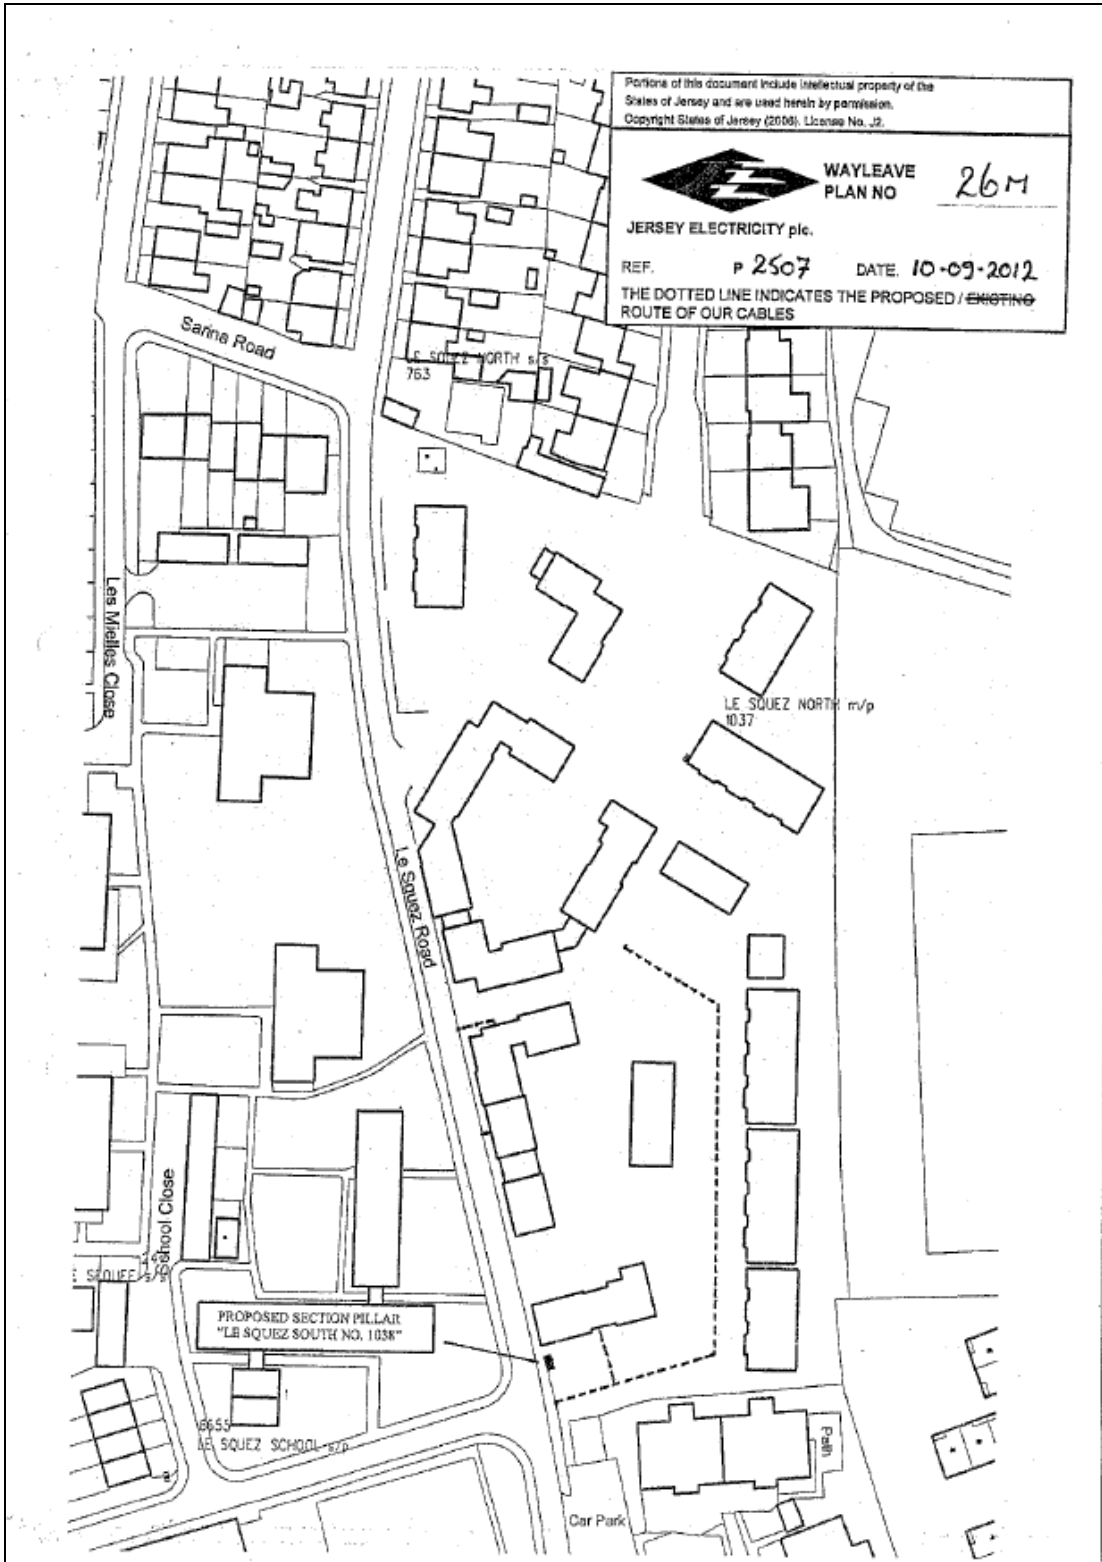 Portions of this document include intellectual property of the
States of Jersey and are used herein by permission.
Copyright States of Jersey (2006). License No. J2.
WAYLEAVE
PLAN NO 26M
JERSEY ELECTRICITY plc.
REF. P 2507 DATE. 10-09-2012
THE DOTTED LINE INDICATES THE PROPOSED / EXISTING
ROUTE OF OUR CABLES
Sarina Road
LE SQUEZ NORTH s/s
763
Les Mielles Close
LE SQUEZ NORTH m/p
1037
Le Squez Road
School Close
PROPOSED SECTION PILLAR
"LE SQUEZ SOUTH NO. 1038"
LE SQUEZ SCHOOL s/p
Path
Car Park